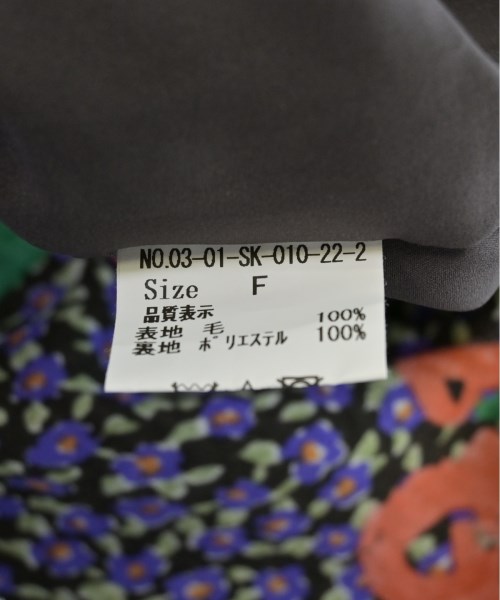 NO.03-01-SK-010-22-2
Size F
品質表示
表地 毛 100%
裏地 ポリエステル 100%